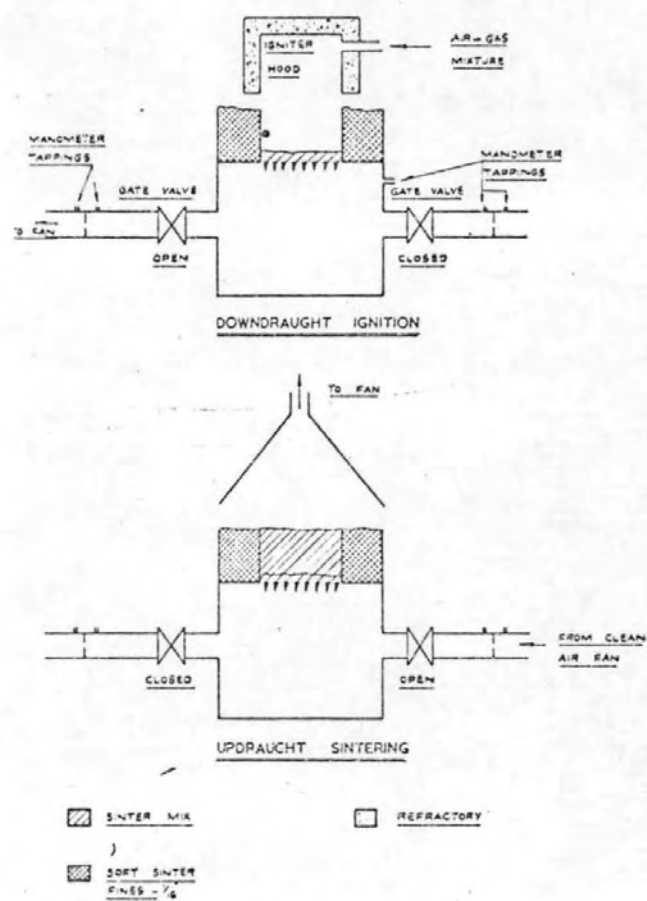 IGNITER
HOOD
AIR-GAS
MIXTURE
MANOMETER
TAPPINGS
MANOMETER
TAPPINGS
GATE VALVE
GATE VALVE
TO FAN
OPEN
CLOSED
DOWNDRAUGHT IGNITION
TO FAN
FROM CLEAN
AIR FAN
CLOSED
OPEN
UPDRAUGHT SINTERING
SINTER MIX
REFRACTORY
)
SOFT SINTER
FINES -